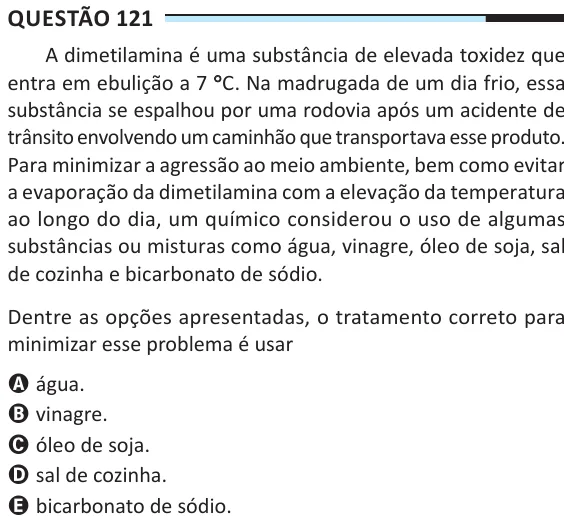 QUESTÃO 121
A dimetilamina é uma substância de elevada toxidez que
entra em ebulição a 7 °C. Na madrugada de um dia frio, essa
substância se espalhou por uma rodovia após um acidente de
trânsito envolvendo um caminhão que transportava esse produto.
Para minimizar a agressão ao meio ambiente, bem como evitar
a evaporação da dimetilamina com a elevação da temperatura
ao longo do dia, um químico considerou o uso de algumas
substâncias ou misturas como água, vinagre, óleo de soja, sal
de cozinha e bicarbonato de sódio.
Dentre as opções apresentadas, o tratamento correto para
minimizar esse problema é usar
A água.
B vinagre.
C óleo de soja.
D sal de cozinha.
E bicarbonato de sódio.